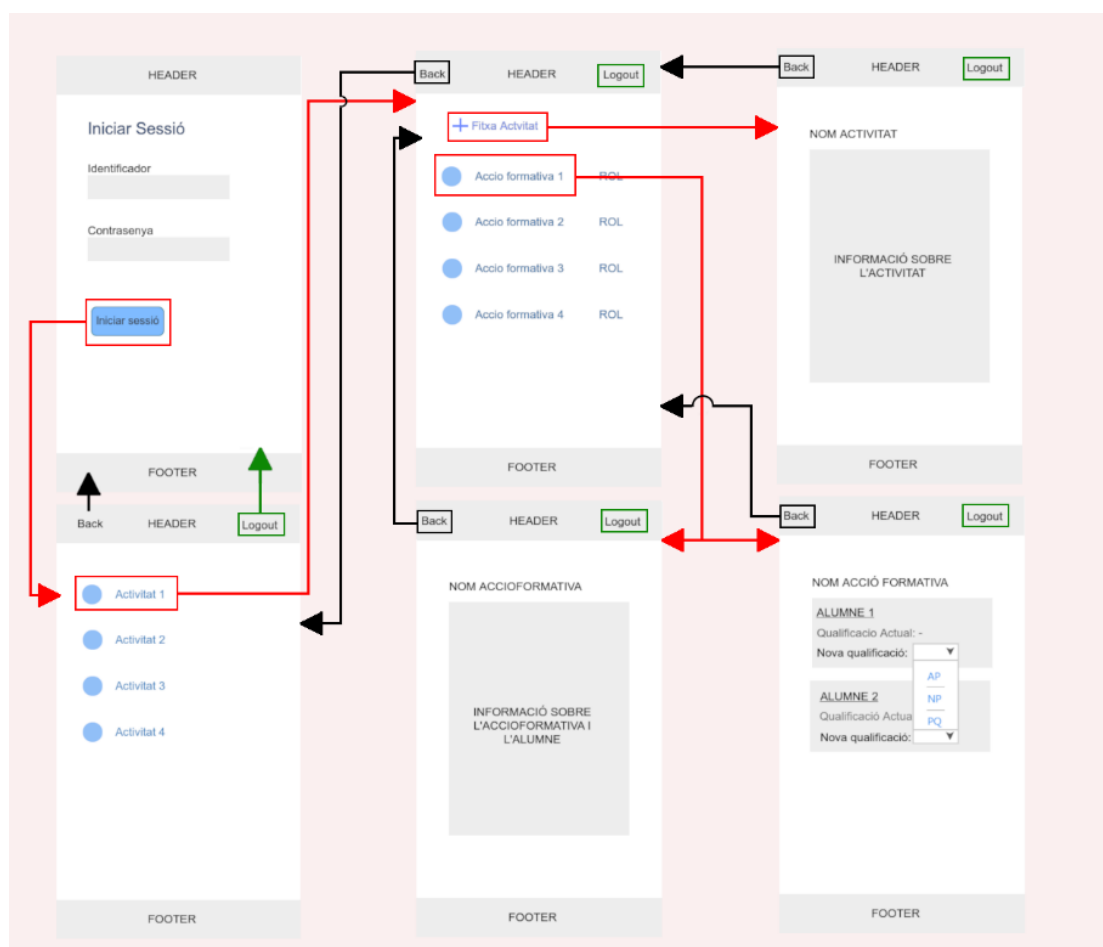 HEADER
Iniciar Sessió
Identificador
Contrasenya
Iniciar sessió
FOOTER
Back HEADER Logout
Fitxa Actvitat
Accio formativa 1 ROL
Accio formativa 2 ROL
Accio formativa 3 ROL
Accio formativa 4 ROL
FOOTER
Back HEADER Logout
NOM ACTIVITAT
INFORMACIÓ SOBRE
L'ACTIVITAT
FOOTER
Back HEADER Logout
Activitat 1
Activitat 2
Activitat 3
Activitat 4
FOOTER
Back HEADER Logout
NOM ACCIOFORMATIVA
INFORMACIÓ SOBRE
L'ACCIOFORMATIVA I
L'ALUMNE
FOOTER
Back HEADER Logout
NOM ACCIÓ FORMATIVA
ALUMNE 1
Qualificacio Actual: -
Nova qualificació:
AP
NP
PQ
ALUMNE 2
Qualificació Actua
Nova qualificació:
FOOTER